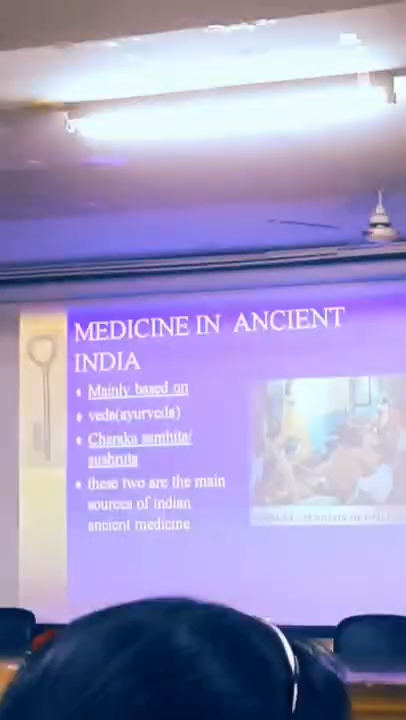 MEDICINE IN ANCIENT
INDIA
• Mainly based on
• veda(ayurveda)
• Charaka samhita/
sushruta
• these two are the main
sources of indian
ancient medicine